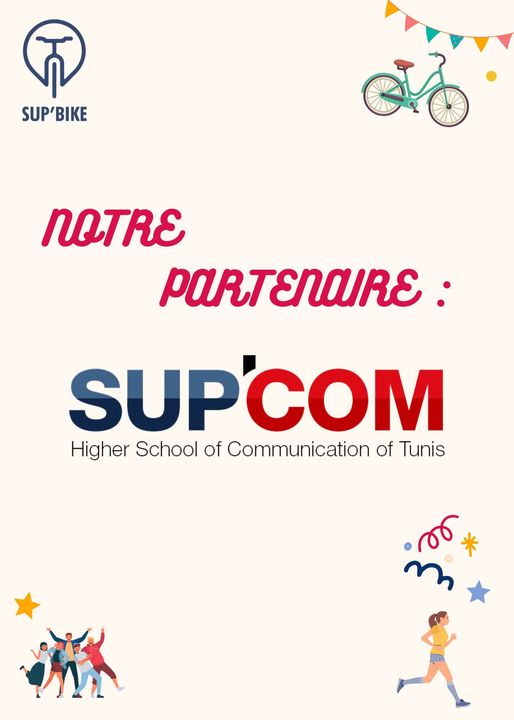 SUP'BIKE
NOTRE
PARTENAIRE :
SUP'COM
Higher School of Communication of Tunis